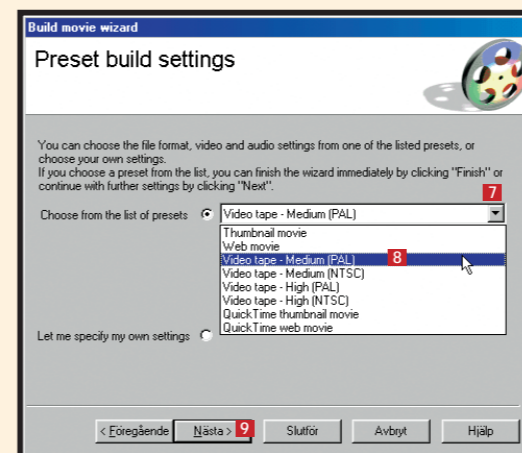 Build movie wizard
Preset build settings
You can choose the file format, video and audio settings from one of the listed presets, or
choose your own settings.
If you choose a preset from the list, you can finish the wizard immediately by clicking "Finish" or
continue with further settings by clicking "Next".
7
Choose from the list of presets Video tape - Medium (PAL)
Thumbnail movie
Web movie
Video tape - Medium (PAL) 8
Video tape - Medium (NTSC)
Video tape - High (PAL)
Video tape - High (NTSC)
QuickTime thumbnail movie
QuickTime web movie
Let me specify my own settings
< Föregående Nästa > 9 Slutför Avbryt Hjälp